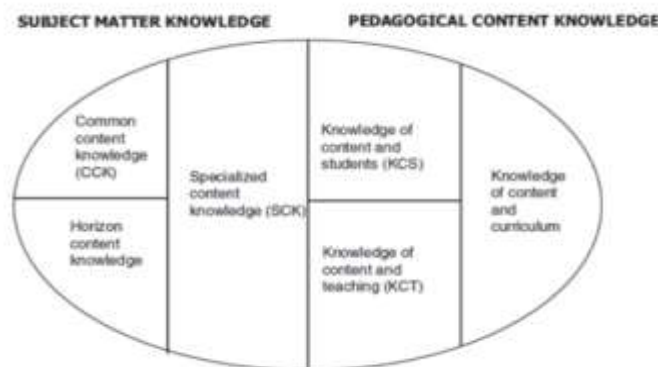 SUBJECT MATTER KNOWLEDGE
PEDAGOGICAL CONTENT KNOWLEDGE
Common
content
knowledge
(CCK)
Horizon
content
knowledge
Specialized
content
knowledge (SCK)
Knowledge of
content and
students (KCS)
Knowledge of
content and
teaching (KCT)
Knowledge
of content
and
curriculum